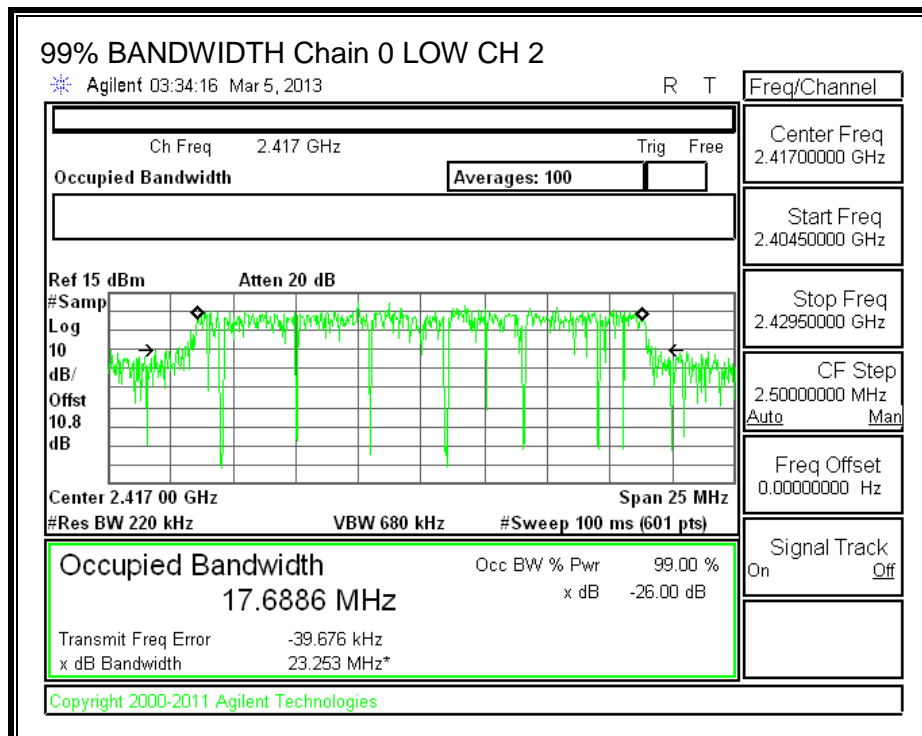 99% BANDWIDTH Chain 0 LOW CH 2
Agilent 03:34:16 Mar 5, 2013 R T
Freq/Channel
Ch Freq 2.417 GHz Trig Free
Occupied Bandwidth Averages: 100
Center Freq
2.41700000 GHz
Start Freq
2.40450000 GHz
Stop Freq
2.42950000 GHz
CF Step
2.50000000 MHz
Auto Man
Freq Offset
0.00000000 Hz
Signal Track
On Off
Ref 15 dBm Atten 20 dB
#Samp
Log
10
dB/
Offst
10.8
dB
Center 2.417 00 GHz Span 25 MHz
#Res BW 220 kHz VBW 680 kHz #Sweep 100 ms (601 pts)
Occupied Bandwidth Occ BW % Pwr 99.00 %
17.6886 MHz x dB -26.00 dB
Transmit Freq Error -39.676 kHz
x dB Bandwidth 23.253 MHz*
Copyright 2000-2011 Agilent Technologies